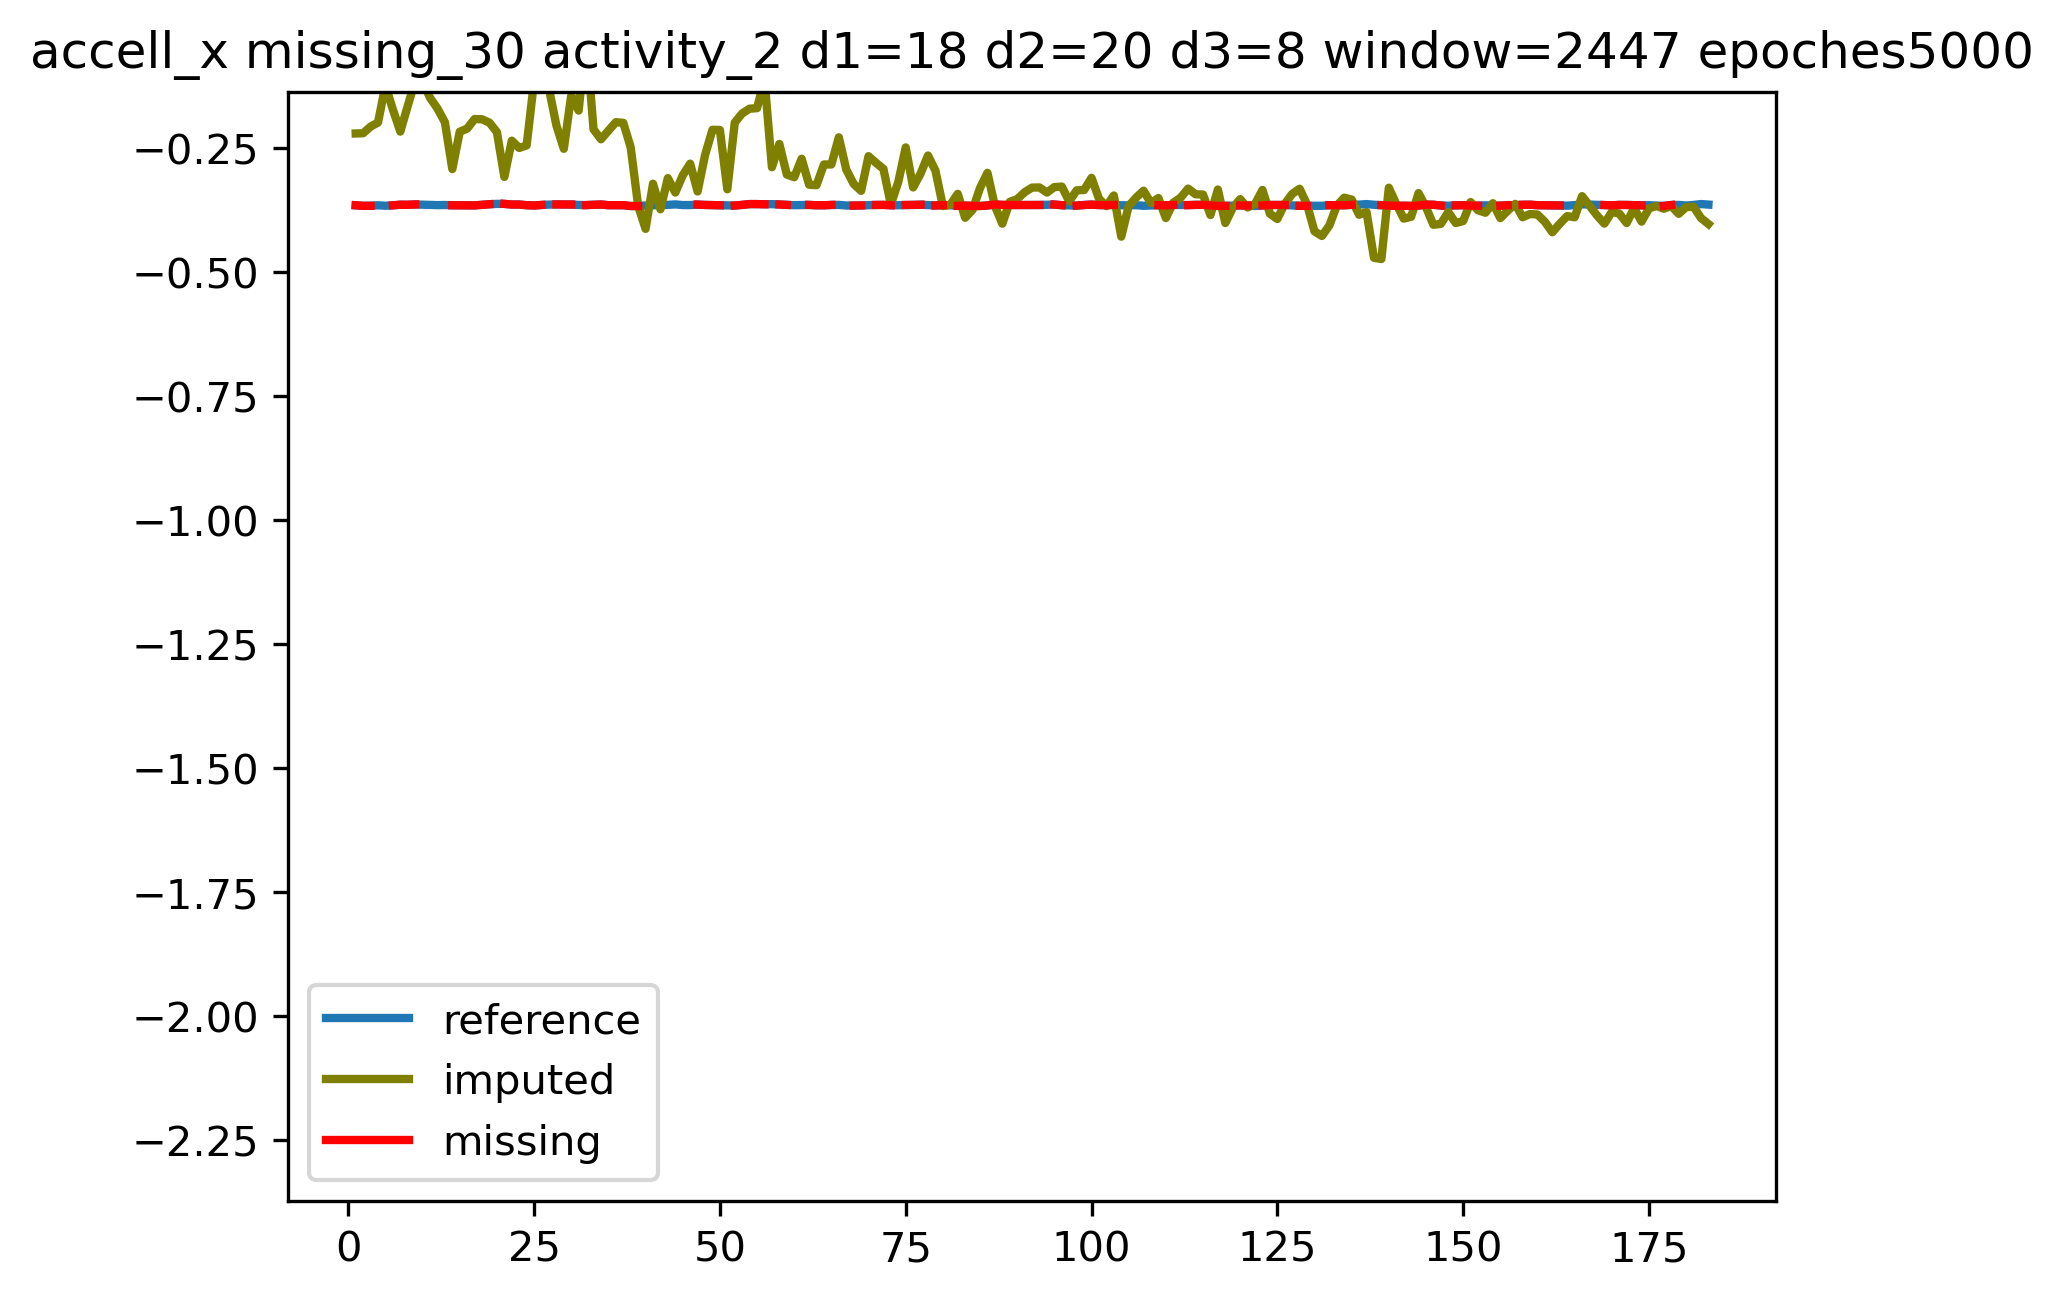 accell_x missing_30 activity_2 d1=18 d2=20 d3=8 window=2447 epoches5000
−0.25
−0.50
−0.75
−1.00
−1.25
−1.50
−1.75
−2.00
−2.25
reference
imputed
missing
0 25 50 75 100 125 150 175